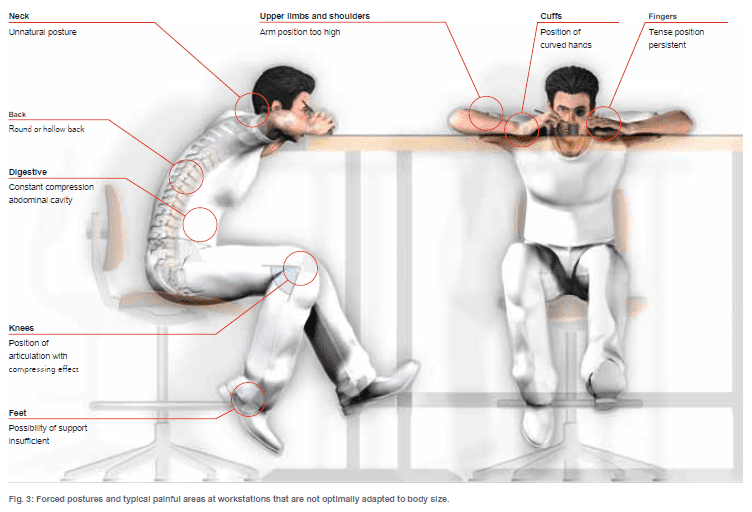 Neck
Unnatural posture
Upper limbs and shoulders
Arm position too high
Cuffs
Position of
curved hands
Fingers
Tense position
persistent
Back
Round or hollow back
Digestive
Constant compression
abdominal cavity
Knees
Position of
articulation with
compressing effect
Feet
Possibility of support
insufficient
Fig. 3: Forced postures and typical painful areas at workstations that are not optimally adapted to body size.